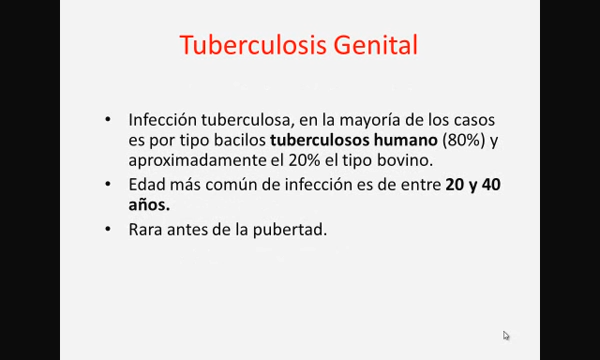 Tuberculosis Genital
• Infección tuberculosa, en la mayoría de los casos
es por tipo bacilos tuberculosos humano (80%) y
aproximadamente el 20% el tipo bovino.
• Edad más común de infección es de entre 20 y 40
años.
• Rara antes de la pubertad.